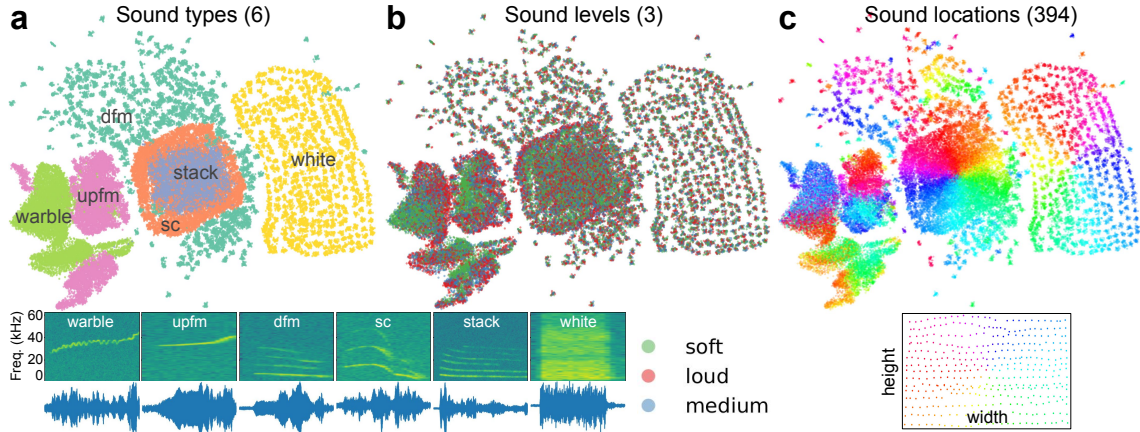 a Sound types (6)
b Sound levels (3)
c Sound locations (394)
dfm
white
stack
upfm
warble
sc
60
40
20
0
Freq. (kHz)
warble upfm dfm sc stack white
soft
loud
medium
height
width